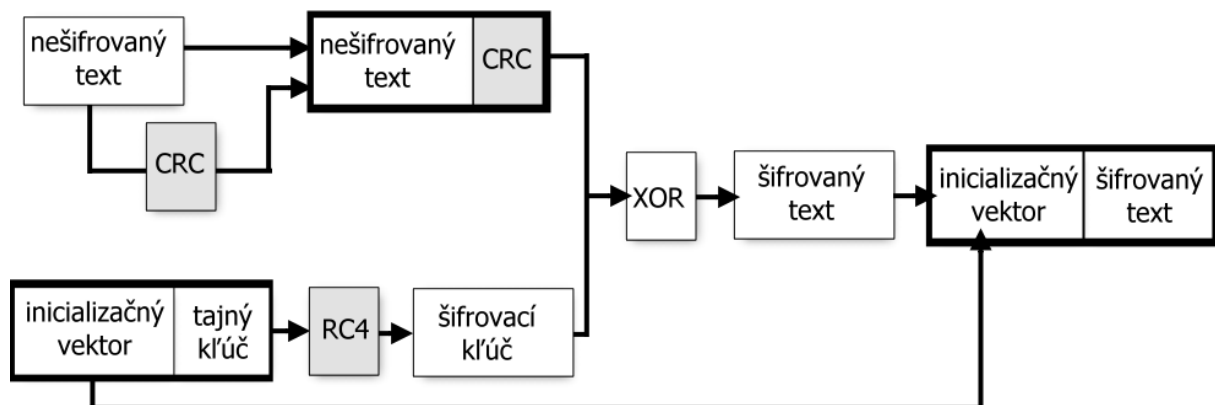 nešifrovaný
text
CRC
nešifrovaný
text
CRC
XOR
šifrovaný
text
inicializačný
vektor
šifrovaný
text
inicializačný
vektor
tajný
kľúč
RC4
šifrovací
kľúč